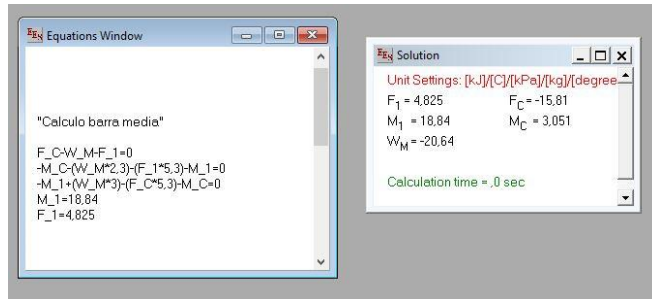 EES Equations Window
"Calculo barra media"
F_C-W_M-F_1=0
-M_C-(W_M*2,3)-(F_1*5,3)-M_1=0
-M_1+(W_M*3)-(F_C*5,3)-M_C=0
M_1=18,84
F_1=4,825
EES Solution
Unit Settings: [kJ]/[C]/[kPa]/[kg]/[degree
F1 = 4,825 FC = -15,81
M1 = 18,84 MC = 3,051
WM = -20,64
Calculation time = ,0 sec